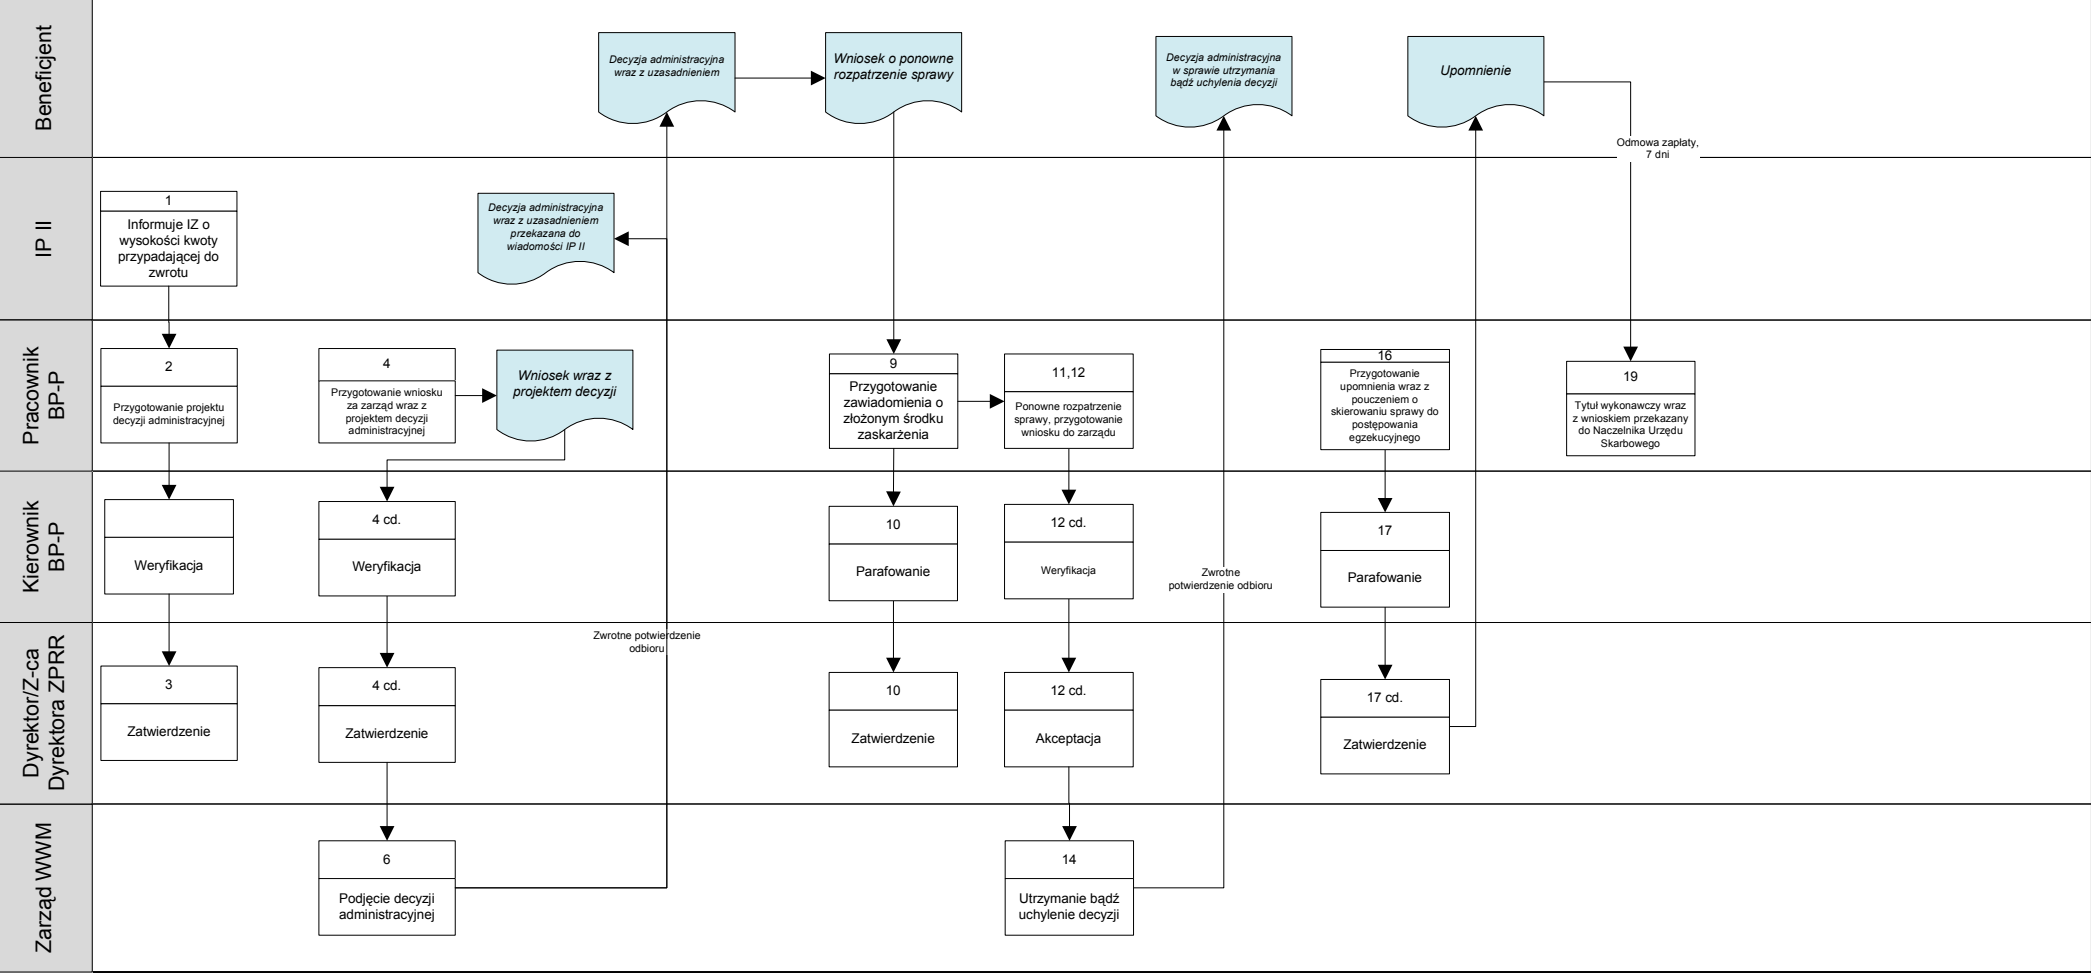 Beneficjent
Decyzja administracyjna
wraz z uzasadnieniem
Wniosek o ponowne
rozpatrzenie sprawy
Decyzja administracyjna
w sprawie utrzymania
bądź uchylenia decyzji
Upomnienie
Odmowa zapłaty,
7 dni
IP II
1
Informuje IZ o
wysokości kwoty
przypadającej do
zwrotu
Decyzja administracyjna
wraz z uzasadnieniem
przekazana do
wiadomości IP II
Pracownik
BP-P
2
Przygotowanie projektu
decyzji administracyjnej
4
Przygotowanie wniosku
za zarząd wraz z
projektem decyzji
administracyjnej
Wniosek wraz z
projektem decyzji
9
Przygotowanie
zawiadomienia o
złożonym środku
zaskarżenia
11,12
Ponowne rozpatrzenie
sprawy, przygotowanie
wniosku do zarządu
16
Przygotowanie
upomnienia wraz z
pouczeniem o
skierowaniu sprawy do
postępowania
egzekucyjnego
19
Tytuł wykonawczy wraz
z wnioskiem przekazany
do Naczelnika Urzędu
Skarbowego
Kierownik
BP-P
Weryfikacja
4 cd.
Weryfikacja
10
Parafowanie
12 cd.
Weryfikacja
Zwrotne
potwierdzenie odbioru
17
Parafowanie
Dyrektor/Z-ca
Dyrektora ZPRR
3
Zatwierdzenie
4 cd.
Zatwierdzenie
Zwrotne potwierdzenie
odbioru
10
Zatwierdzenie
12 cd.
Akceptacja
17 cd.
Zatwierdzenie
Zarząd WWM
6
Podjęcie decyzji
administracyjnej
14
Utrzymanie bądź
uchylenie decyzji